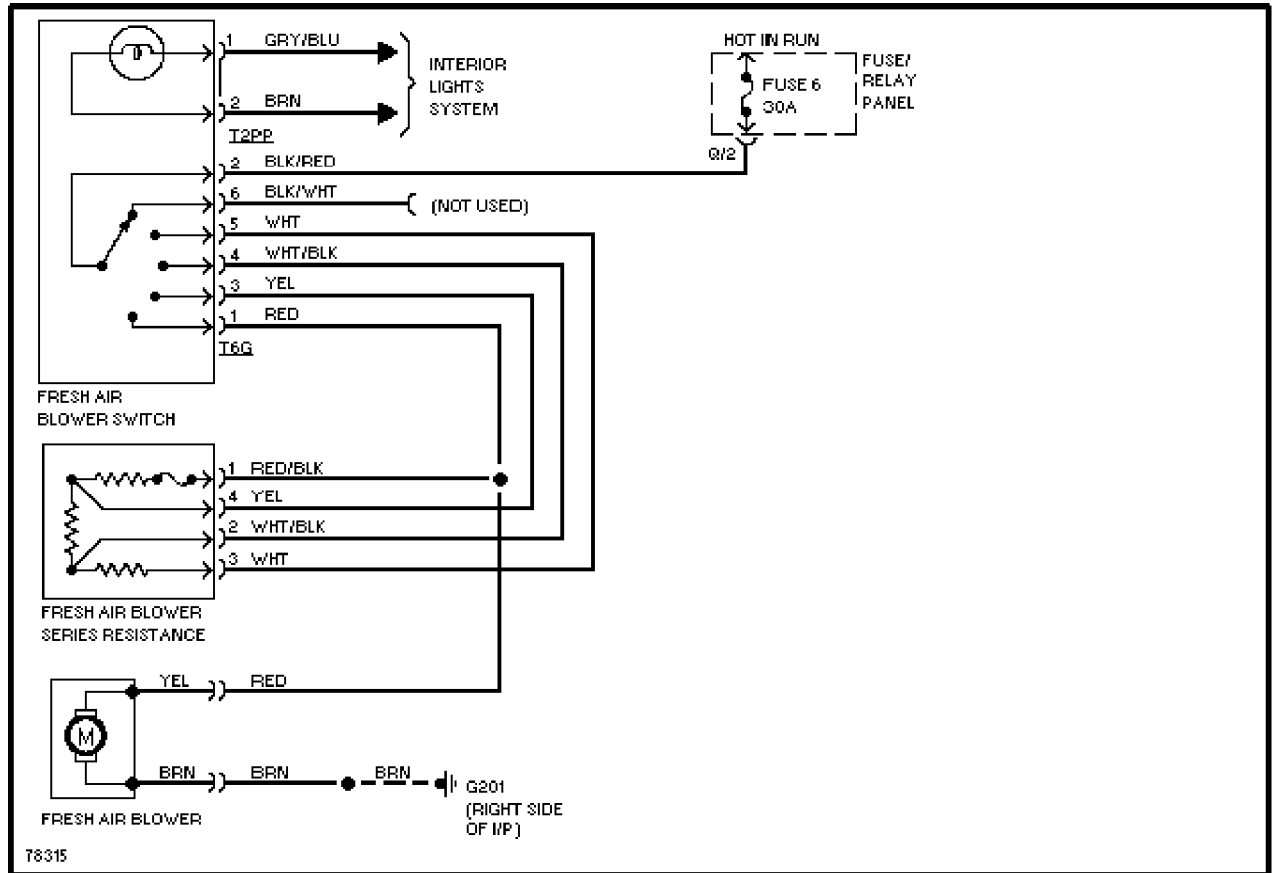 1 GRY/BLU
2 BRN
T2PP
INTERIOR
LIGHTS
SYSTEM
HOT IN RUN
FUSE 6
30A
FUSE/
RELAY
PANEL
Q/2
2 BLK/RED
6 BLK/WHT
(NOT USED)
5 WHT
4 WHT/BLK
3 YEL
1 RED
T6G
FRESH AIR
BLOWER SWITCH
1 RED/BLK
4 YEL
2 WHT/BLK
3 WHT
FRESH AIR BLOWER
SERIES RESISTANCE
YEL RED
M
BRN BRN BRN
G201
(RIGHT SIDE
OF I/P)
FRESH AIR BLOWER
78315